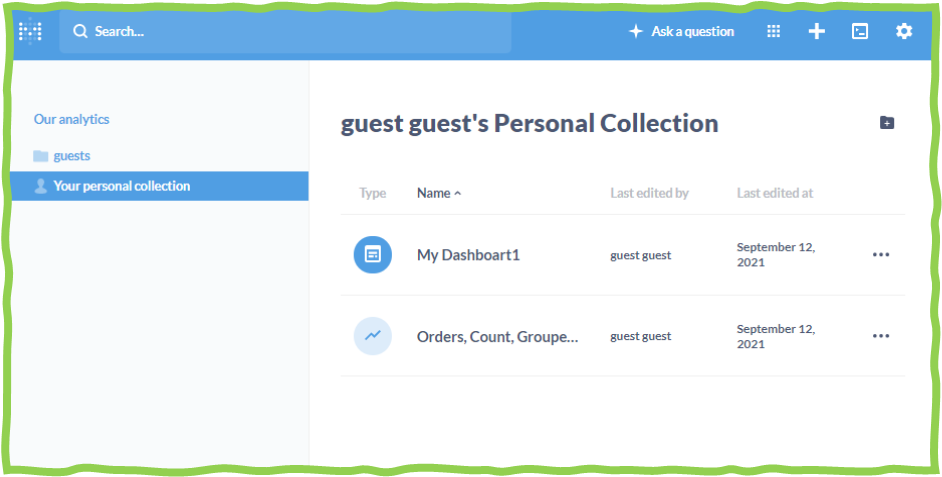 Search...
Ask a question
Our analytics
guests
Your personal collection
guest guest's Personal Collection
Type Name Last edited by Last edited at
My Dashboart1 guest guest September 12,
2021
Orders, Count, Groupe... guest guest September 12,
2021